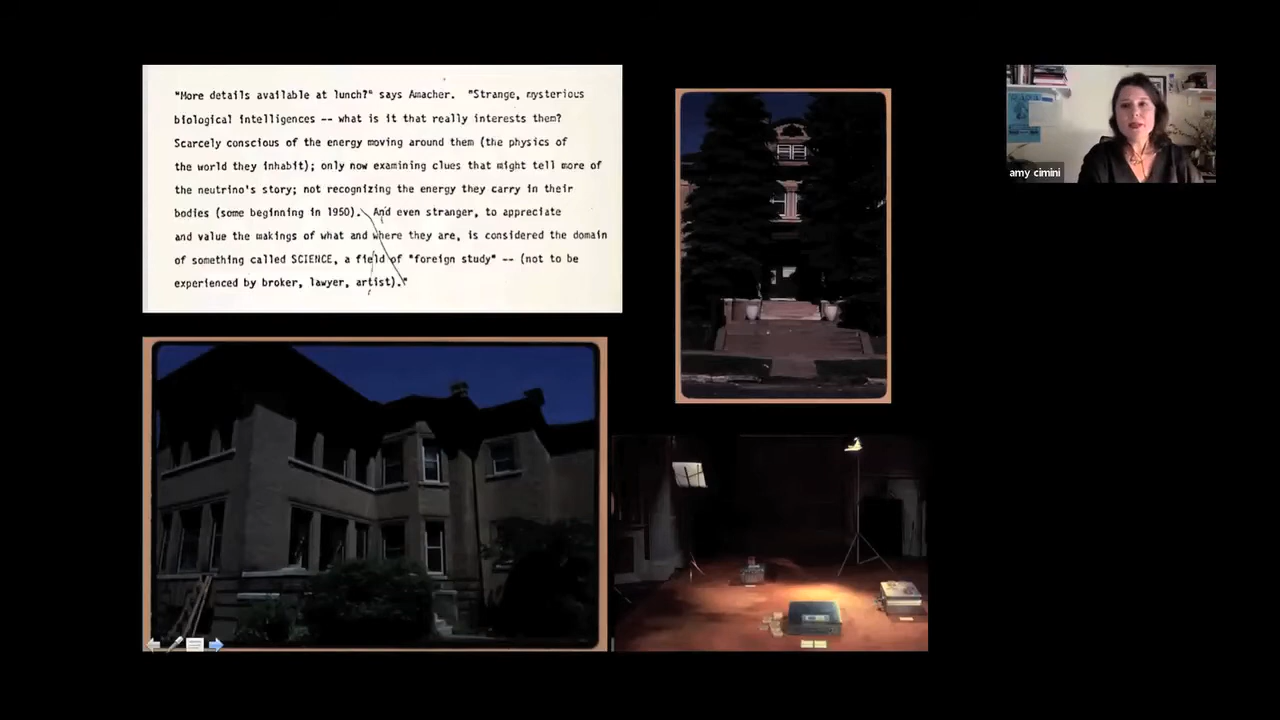 "More details available at lunch?" says Amacher. "Strange, mysterious
biological intelligences -- what is it that really interests them?
Scarcely conscious of the energy moving around them (the physics of
the world they inhabit); only now examining clues that might tell more of
the neutrino's story; not recognizing the energy they carry in their
bodies (some beginning in 1950). And even stranger, to appreciate
and value the makings of what and where they are, is considered the domain
of something called SCIENCE, a field of "foreign study" -- (not to be
experienced by broker, lawyer, artist)."
amy cimini